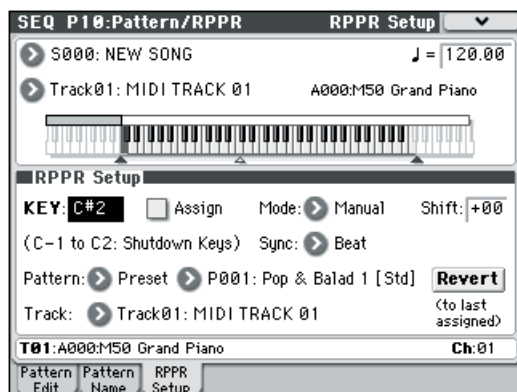 SEQ P10:Pattern/RPPR RPPR Setup
S000: NEW SONG ♩= 120.00
Track01: MIDI TRACK 01 A000:M50 Grand Piano
RPPR Setup
KEY: C#2 Assign Mode: Manual Shift: +00
(C-1 to C2: Shutdown Keys) Sync: Beat
Pattern: Preset P001: Pop & Balad 1 [Std] Revert
Track: Track01: MIDI TRACK 01 (to last
assigned)
T01:A000:M50 Grand Piano Ch:01
Pattern Pattern RPPR
Edit Name Setup